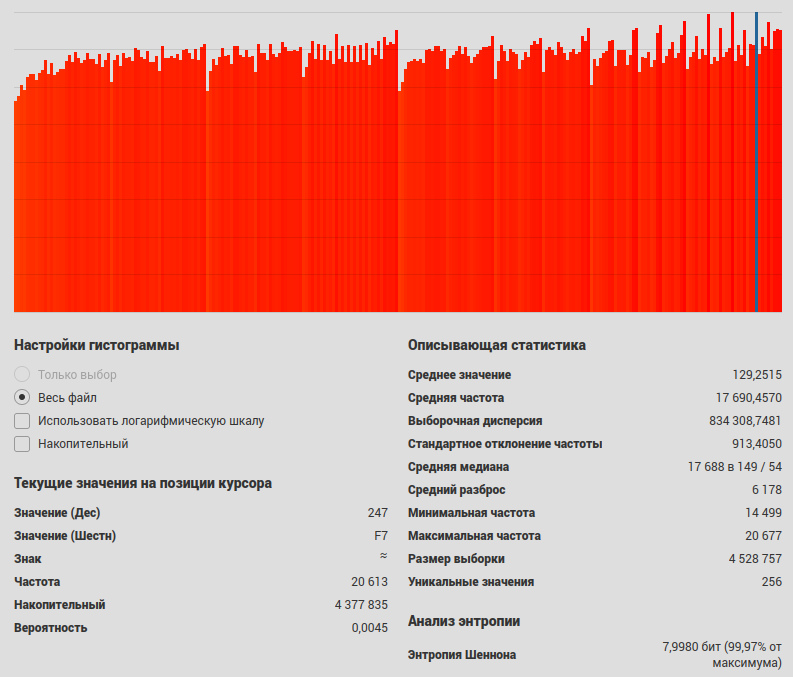 Настройки гистограммы
Только выбор
Весь файл
Использовать логарифмическую шкалу
Накопительный
Текущие значения на позиции курсора
Значение (Дес) 247
Значение (Шестн) F7
Знак ≈
Частота 20 613
Накопительный 4 377 835
Вероятность 0,0045
Описывающая статистика
Среднее значение 129,2515
Средняя частота 17 690,4570
Выборочная дисперсия 834 308,7481
Стандартное отклонение частоты 913,4050
Средняя медиана 17 688 в 149 / 54
Средний разброс 6 178
Минимальная частота 14 499
Максимальная частота 20 677
Размер выборки 4 528 757
Уникальные значения 256
Анализ энтропии
Энтропия Шеннона 7,9980 бит (99,97% от
максимума)